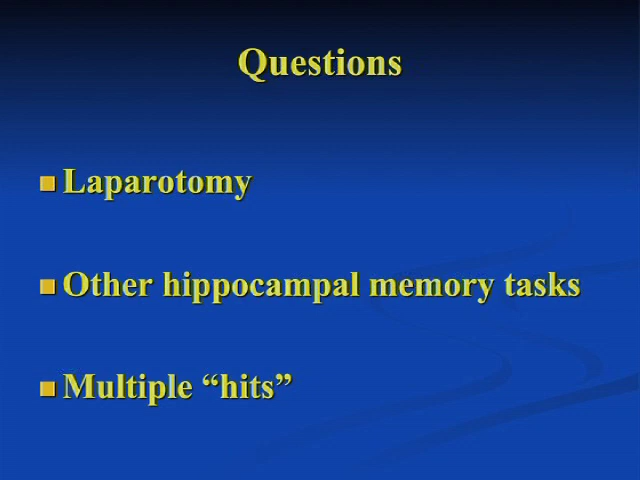 Questions
Laparotomy
Other hippocampal memory tasks
Multiple “hits”